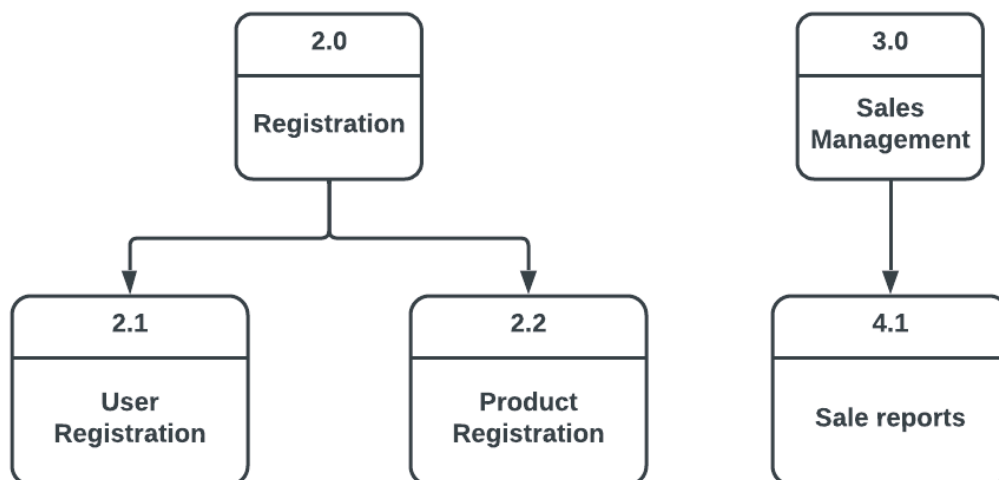 2.0
Registration
3.0
Sales
Management
2.1
User
Registration
2.2
Product
Registration
4.1
Sale reports